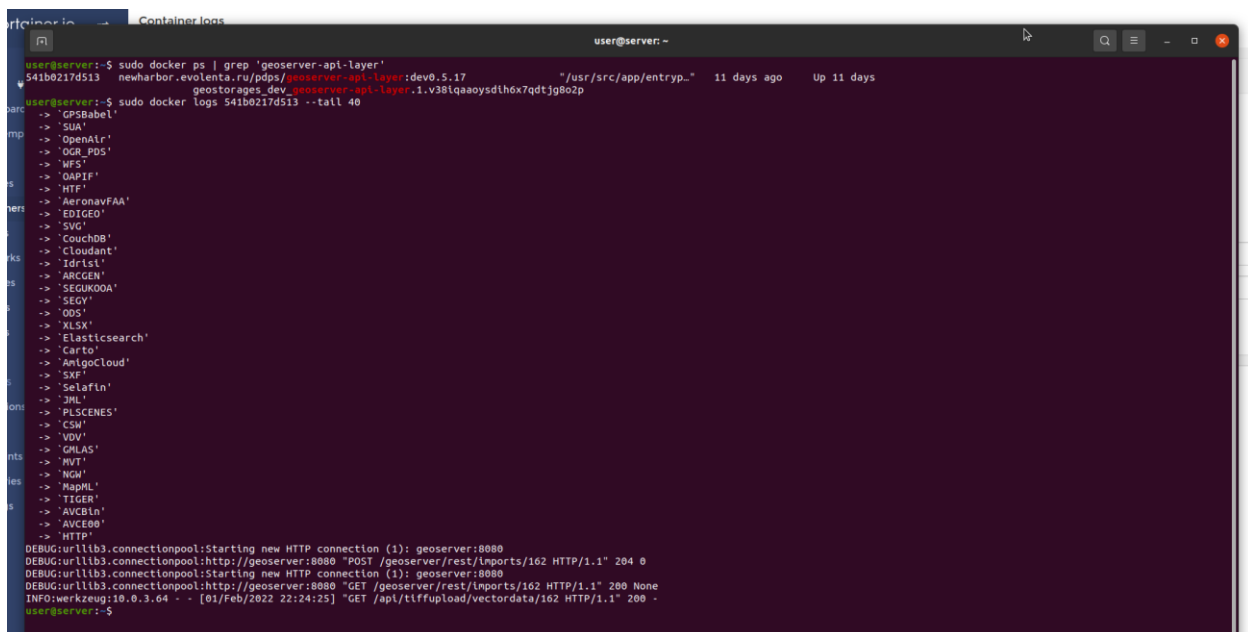 Container logs
user@server: ~
user@server:~$ sudo docker ps | grep 'geoserver-api-layer'
541b0217d513 newharbor.evolenta.ru/pdps/geoserver-api-layer:dev0.5.17 "/usr/src/app/entryp…" 11 days ago Up 11 days
geostorages_dev_geoserver-api-layer.1.v38iqaaoysdih6x7qdtjg8o2p
user@server:~$ sudo docker logs 541b0217d513 --tail 40
-> `GPSBabel'
-> `SUA'
-> `OpenAir'
-> `OGR_PDS'
-> `WFS'
-> `OAPIF'
-> `HTF'
-> `AeronavFAA'
-> `EDIGEO'
-> `SVG'
-> `CouchDB'
-> `Cloudant'
-> `Idrisi'
-> `ARCGEN'
-> `SEGUKOOA'
-> `SEGY'
-> `ODS'
-> `XLSX'
-> `Elasticsearch'
-> `Carto'
-> `AmigoCloud'
-> `SXF'
-> `Selafin'
-> `JML'
-> `PLSCENES'
-> `CSW'
-> `VDV'
-> `GMLAS'
-> `MVT'
-> `NGW'
-> `MapML'
-> `TIGER'
-> `AVCBin'
-> `AVCE00'
-> `HTTP'
DEBUG:urllib3.connectionpool:Starting new HTTP connection (1): geoserver:8080
DEBUG:urllib3.connectionpool:http://geoserver:8080 "POST /geoserver/rest/imports/162 HTTP/1.1" 204 0
DEBUG:urllib3.connectionpool:Starting new HTTP connection (1): geoserver:8080
DEBUG:urllib3.connectionpool:http://geoserver:8080 "GET /geoserver/rest/imports/162 HTTP/1.1" 200 None
INFO:werkzeug:10.0.3.64 - - [01/Feb/2022 22:24:25] "GET /api/tiffupload/vectordata/162 HTTP/1.1" 200 -
user@server:~$